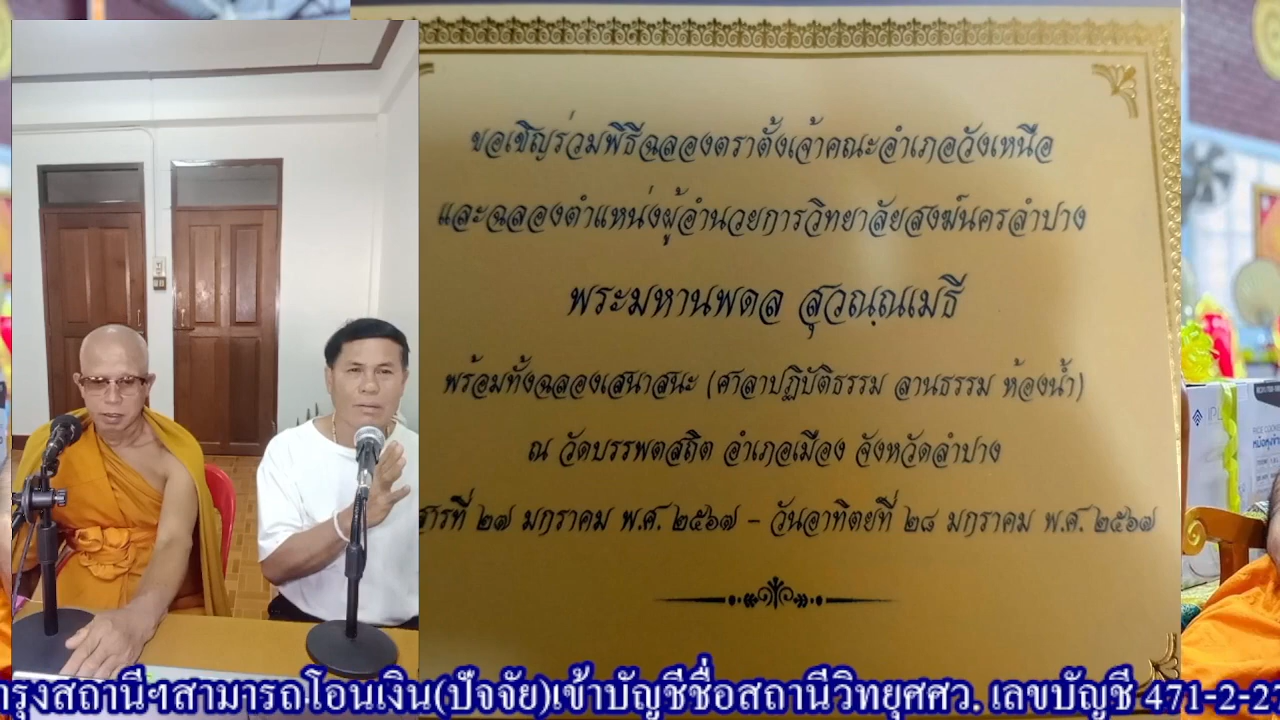 ขอเชิญร่วมพิธีฉลองตราตั้งเจ้าคณะอำเภอวังเหนือ
และฉลองตำแหน่งผู้อำนวยการวิทยาลัยสงฆ์นครลำปาง
พระมหานพดล สุวณฺณเมธี
พร้อมทั้งฉลองเสนาสนะ (ศาลาปฏิบัติธรรม ลานธรรม ห้องน้ำ)
ณ วัดบรรพตสถิต อำเภอเมือง จังหวัดลำปาง
ารที่ ๒๗ มกราคม พ.ศ. ๒๕๖๗ – วันอาทิตย์ที่ ๒๘ มกราคม พ.ศ. ๒๕๖๗
ำรุงสถานีฯสามารถโอนเงิน(ปัจจัย)เข้าบัญชีชื่อสถานีวิทยุศศว. เลขบัญชี 471-2-2